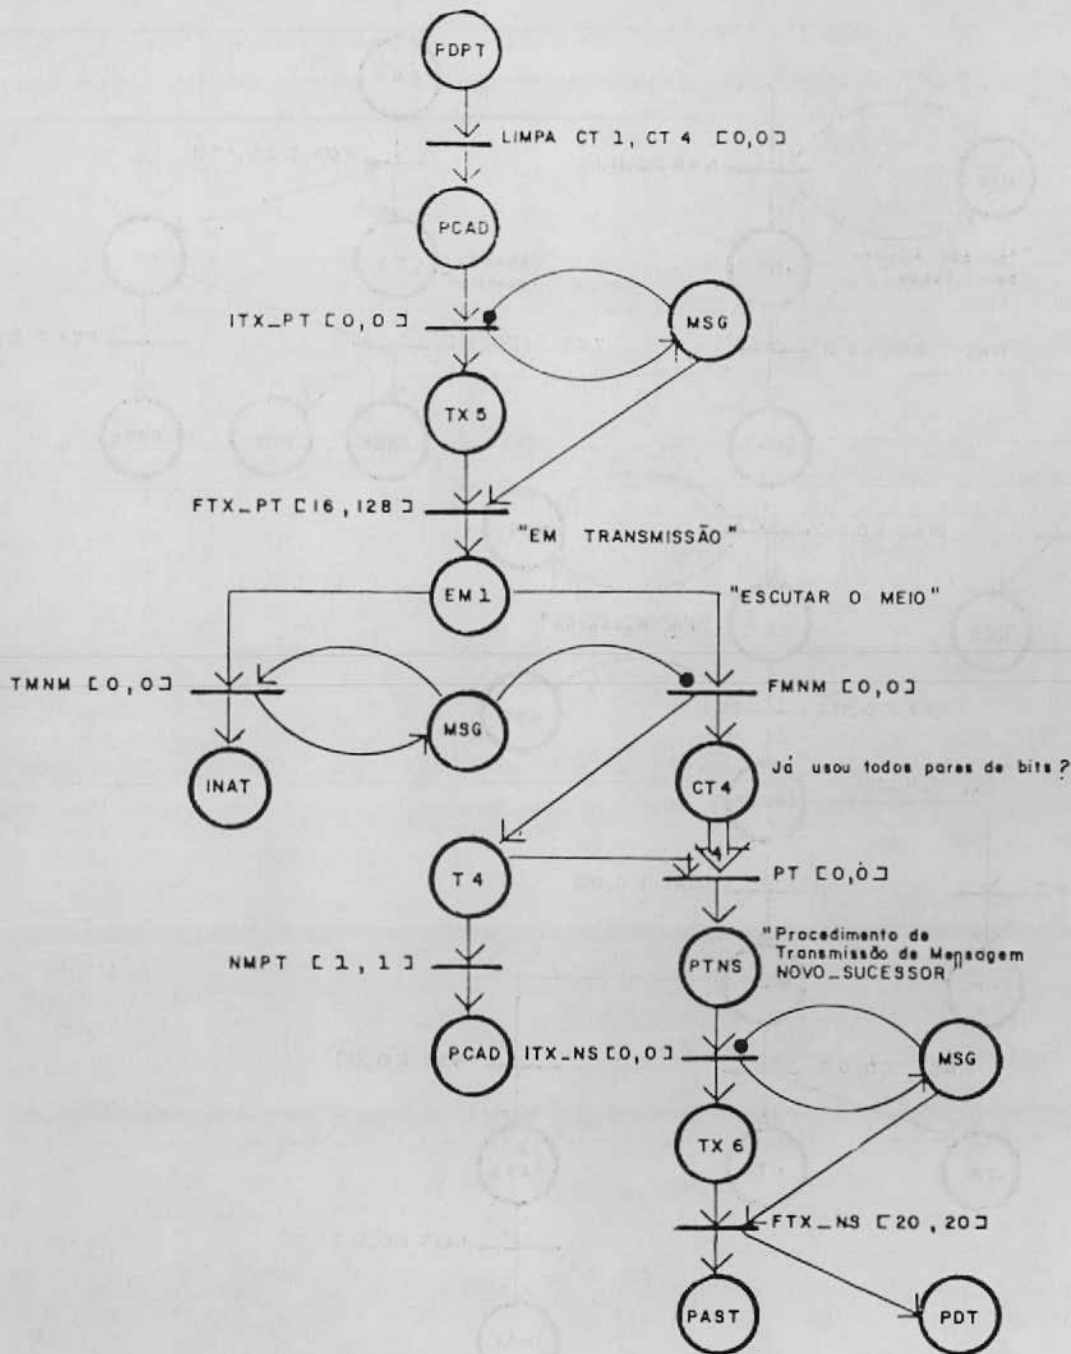 FDPT
LIMPA CT 1, CT 4 [0,0]
PCAD
ITX_PT [0,0]
MSG
TX 5
FTX_PT [16,128]
"EM TRANSMISSÃO"
EM 1
"ESCUTAR O MEIO"
TMNM [0,0]
MSG
FMNM [0,0]
INAT
CT 4
Já usou todos pares de bits?
T 4
4
PT [0,0]
NMPT [1,1]
PTNS
"Procedimento de
Transmissão de Mensagem
NOVO_SUCESSOR"
PCAD
ITX_NS [0,0]
MSG
TX 6
FTX_NS [20,20]
PAST
PDT